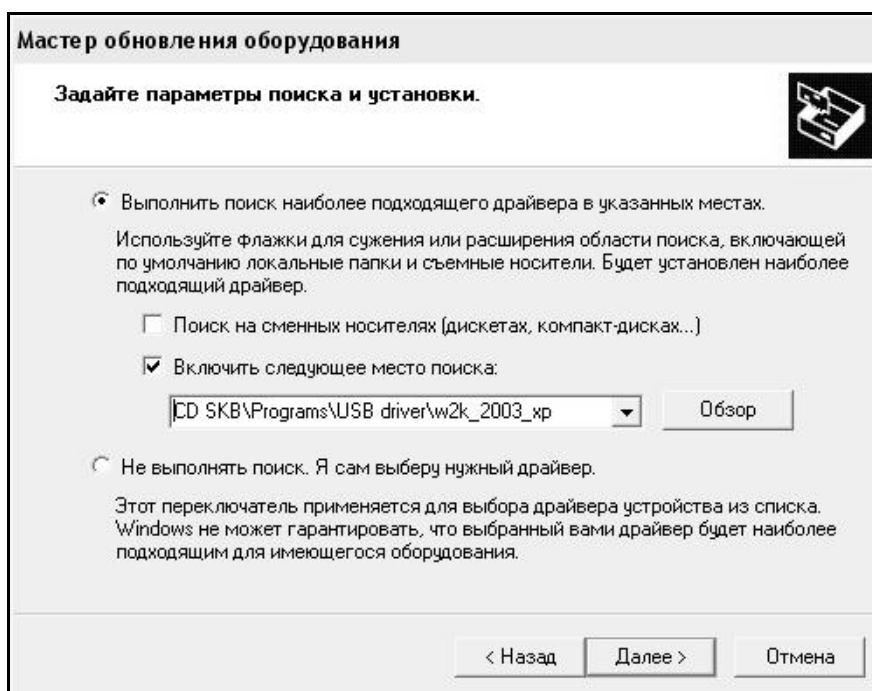 Мастер обновления оборудования
Задайте параметры поиска и установки.
Выполнить поиск наиболее подходящего драйвера в указанных местах.
Используйте флажки для сужения или расширения области поиска, включающей
по умолчанию локальные папки и съемные носители. Будет установлен наиболее
подходящий драйвер.
Поиск на сменных носителях (дискетах, компакт-дисках...)
Включить следующее место поиска:
CD SKB\Programs\USB driver\w2k_2003_xp
Обзор
Не выполнять поиск. Я сам выберу нужный драйвер.
Этот переключатель применяется для выбора драйвера устройства из списка.
Windows не может гарантировать, что выбранный вами драйвер будет наиболее
подходящим для имеющегося оборудования.
< Назад
Далее >
Отмена